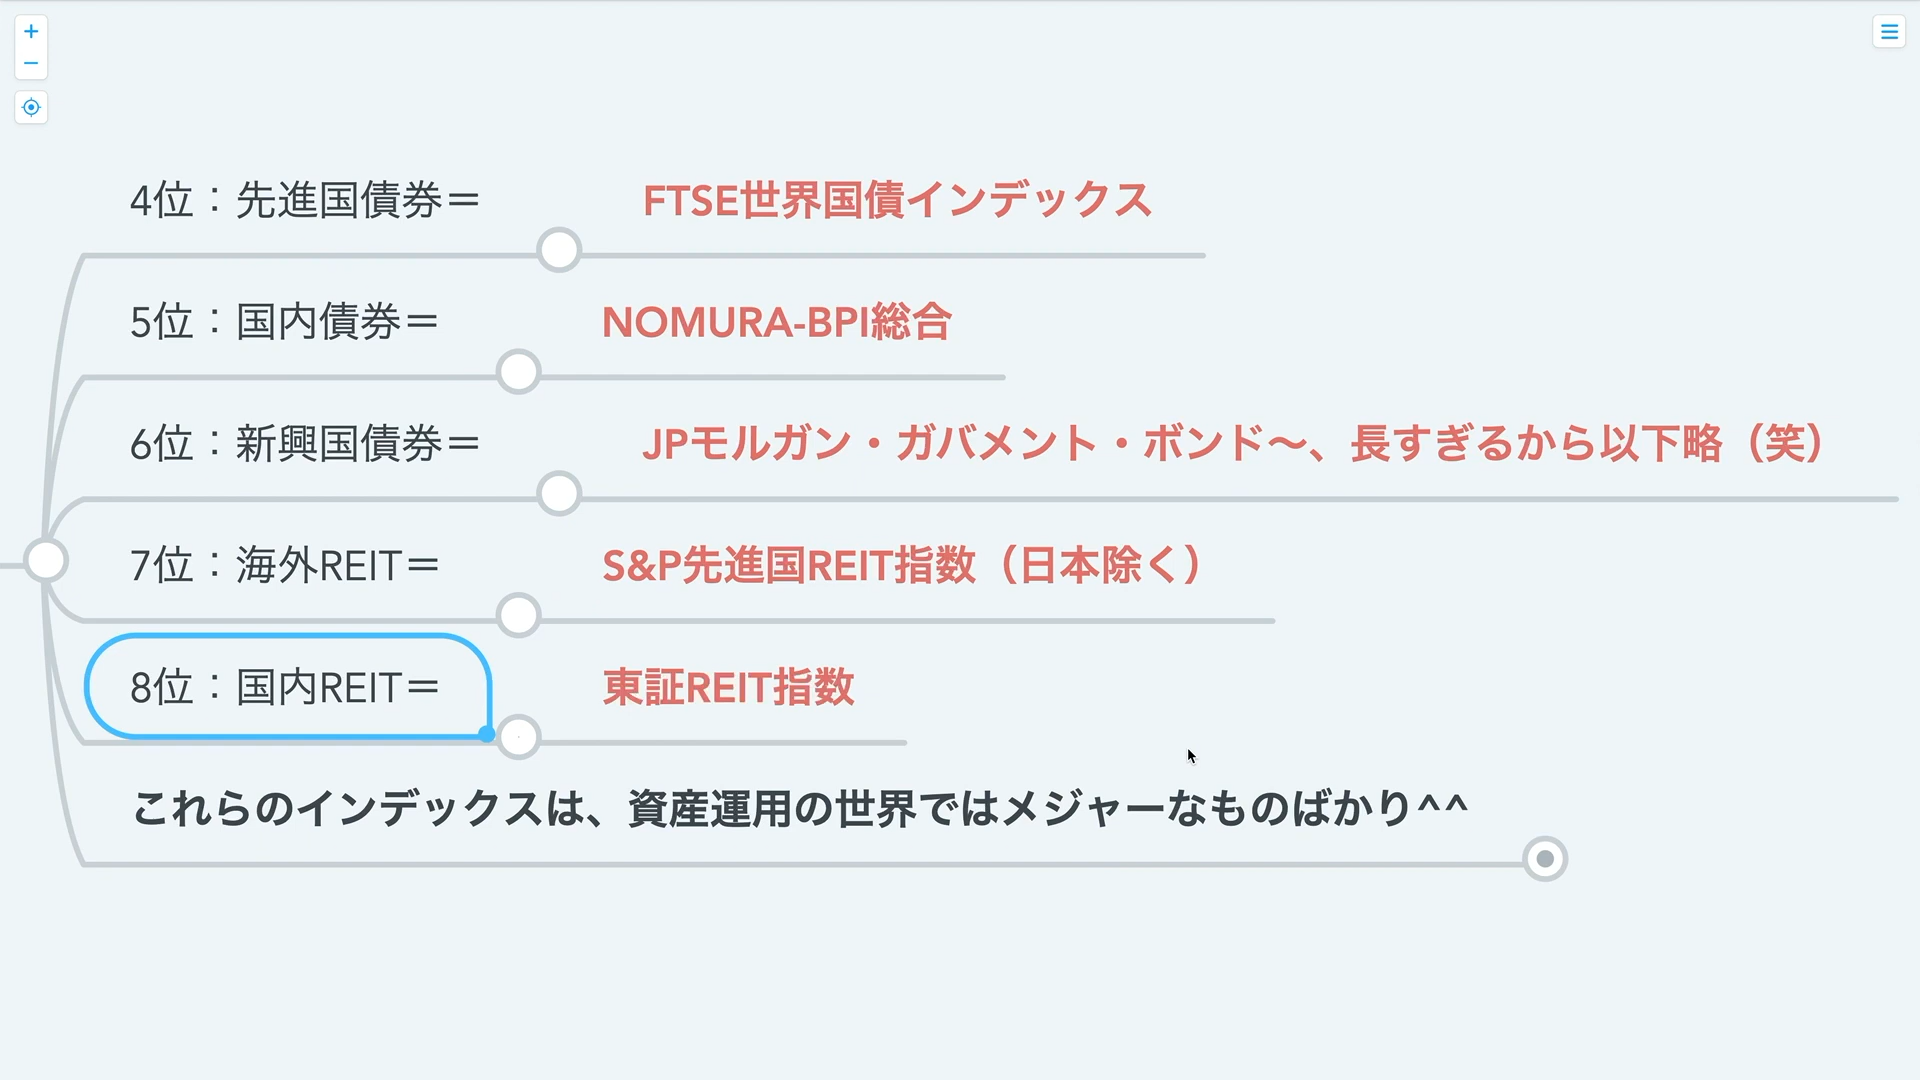 4位：先進国債券＝ FTSE世界国債インデックス
5位：国内債券＝ NOMURA-BPI総合
6位：新興国債券＝ JPモルガン・ガバメント・ボンド〜、長すぎるから以下略（笑）
7位：海外REIT＝ S&P先進国REIT指数（日本除く）
8位：国内REIT＝ 東証REIT指数
これらのインデックスは、資産運用の世界ではメジャーなものばかり^^